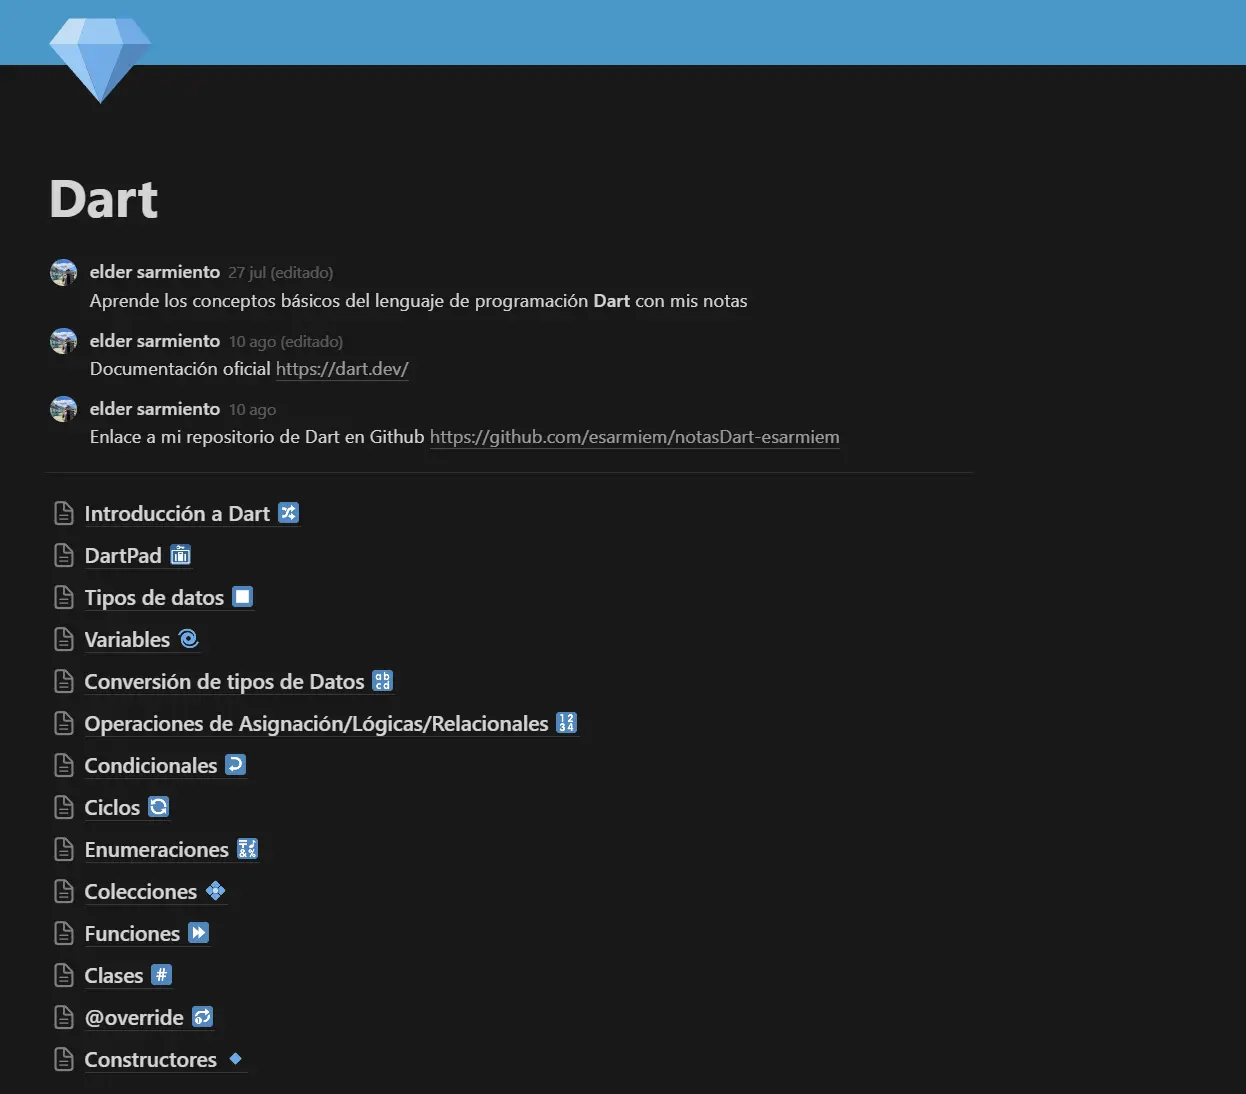 Dart
elder sarmiento 27 jul (editado)
Aprende los conceptos básicos del lenguaje de programación Dart con mis notas
elder sarmiento 10 ago (editado)
Documentación oficial https://dart.dev/
elder sarmiento 10 ago
Enlace a mi repositorio de Dart en Github https://github.com/esarmiem/notasDart-esarmiem
Introducción a Dart 🔀
DartPad 🛅
Tipos de datos ⏹️
Variables 🌀
Conversión de tipos de Datos 🔡
Operaciones de Asignación/Lógicas/Relacionales 🔢
Condicionales ↩️
Ciclos 🔄
Enumeraciones 🔣
Colecciones 💠
Funciones ⏩
Clases #️⃣
@override 🔂
Constructores 🔹